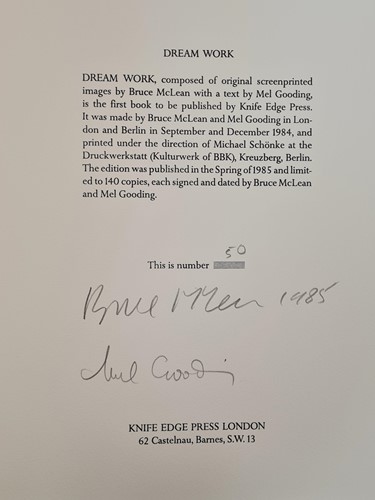 DREAM WORK
DREAM WORK, composed of original screenprinted
images by Bruce McLean with a text by Mel Gooding,
is the first book to be published by Knife Edge Press.
It was made by Bruce McLean and Mel Gooding in Lon-
don and Berlin in September and December 1984, and
printed under the direction of Michael Schönke at the
Druckwerkstatt (Kulturwerk of BBK), Kreuzberg, Berlin.
The edition was published in the Spring of 1985 and limit-
ed to 140 copies, each signed and dated by Bruce McLean
and Mel Gooding.
This is number 50
Bruce McLean 1985
Mel Gooding
KNIFE EDGE PRESS LONDON
62 Castelnau, Barnes, S.W. 13